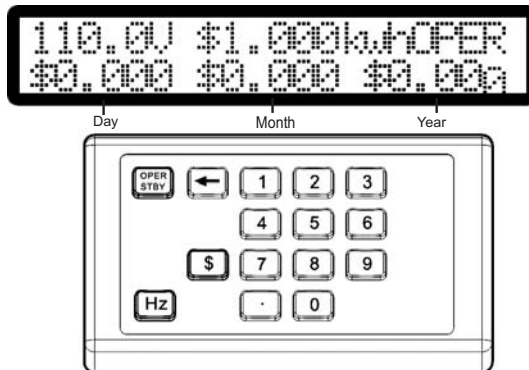 110.0V $1.000kwhOPER
$0.000 $0.000 $0.000
Day Month Year
OPER STBY ← 1 2 3
4 5 6
$ 7 8 9
Hz . 0